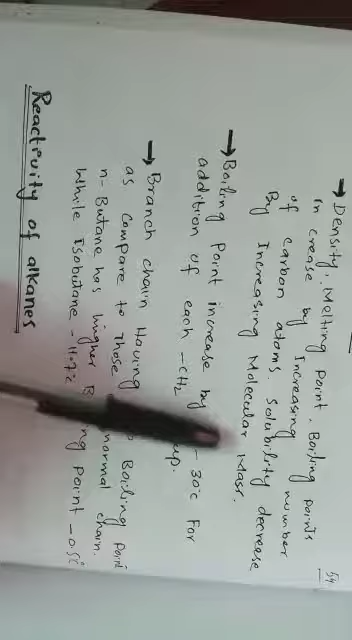 54
→ Density, Melting point, Boiling points
in crease by Increasing number
of carbon atoms. Solubility decrease
By Increasing Molecular Mass.
→ Boiling Point increase by - 30°c For
addition of each - CH2
→ Branch chain Having Boiling Point
as compare to those normal chain.
n-Butane has higher point -0.5°c
While Isobutane - 11.7°c
Reactivity of alkanes